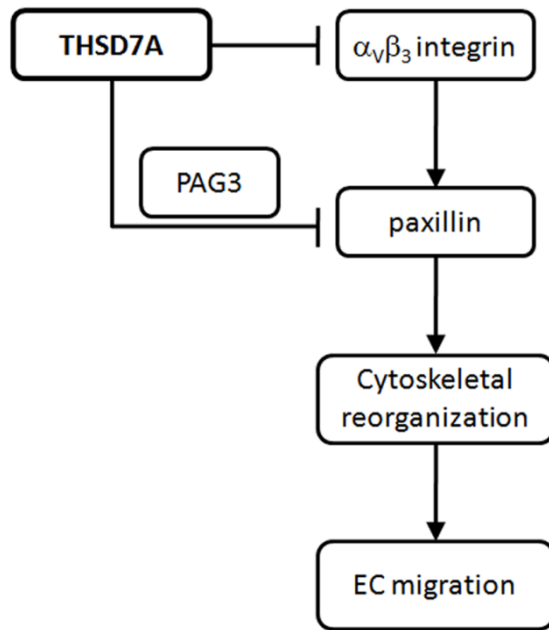 THSD7A
αVβ3 integrin
PAG3
paxillin
Cytoskeletal
reorganization
EC migration